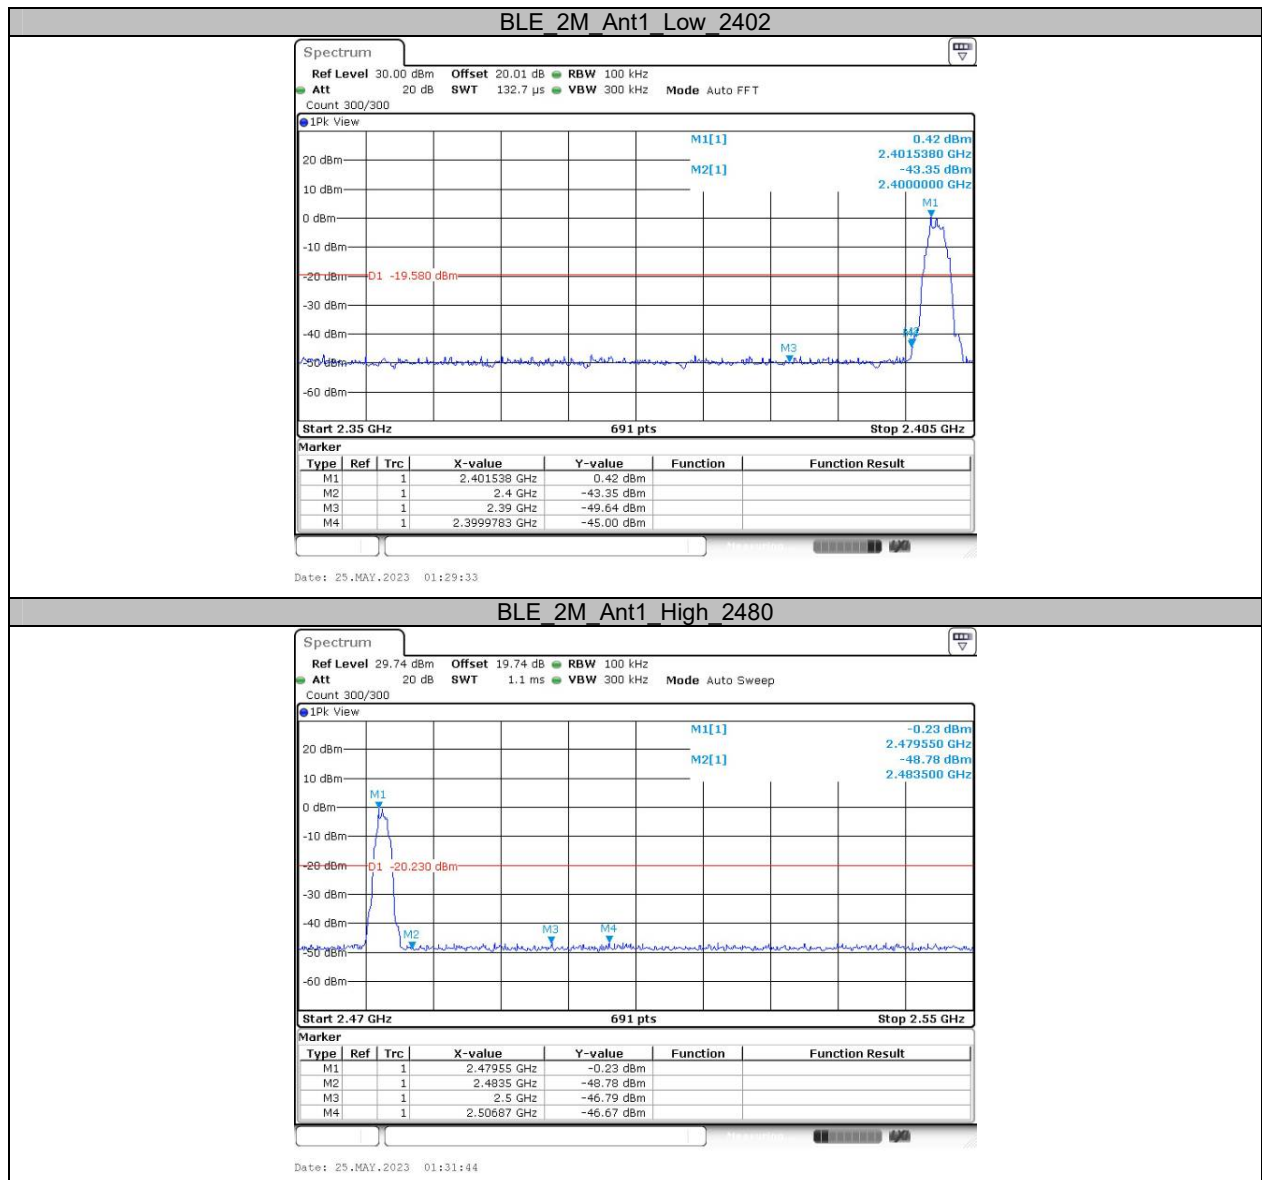 BLE_2M_Ant1_Low_2402
Spectrum
Ref Level 30.00 dBm Offset 20.01 dB RBW 100 kHz
Att 20 dB SWT 132.7 µs VBW 300 kHz Mode Auto FFT
Count 300/300
1Pk View
M1[1] 0.42 dBm
2.4015380 GHz
M2[1] -43.35 dBm
2.4000000 GHz
20 dBm
10 dBm
M1
0 dBm
-10 dBm
-20 dBm
D1 -19.580 dBm
-30 dBm
-40 dBm
M2
M3
-50 dBm
-60 dBm
Start 2.35 GHz 691 pts Stop 2.405 GHz
Marker
Type Ref Trc X-value Y-value Function Function Result
M1 1 2.401538 GHz 0.42 dBm
M2 1 2.4 GHz -43.35 dBm
M3 1 2.39 GHz -49.64 dBm
M4 1 2.3999783 GHz -45.00 dBm
Date: 25.MAY.2023 01:29:33
BLE_2M_Ant1_High_2480
Spectrum
Ref Level 29.74 dBm Offset 19.74 dB RBW 100 kHz
Att 20 dB SWT 1.1 ms VBW 300 kHz Mode Auto Sweep
Count 300/300
1Pk View
M1[1] -0.23 dBm
2.479550 GHz
M2[1] -48.78 dBm
2.483500 GHz
20 dBm
10 dBm
M1
0 dBm
-10 dBm
-20 dBm
D1 -20.230 dBm
-30 dBm
-40 dBm
M2 M3 M4
-50 dBm
-60 dBm
Start 2.47 GHz 691 pts Stop 2.55 GHz
Marker
Type Ref Trc X-value Y-value Function Function Result
M1 1 2.47955 GHz -0.23 dBm
M2 1 2.4835 GHz -48.78 dBm
M3 1 2.5 GHz -46.79 dBm
M4 1 2.50687 GHz -46.67 dBm
Date: 25.MAY.2023 01:31:44